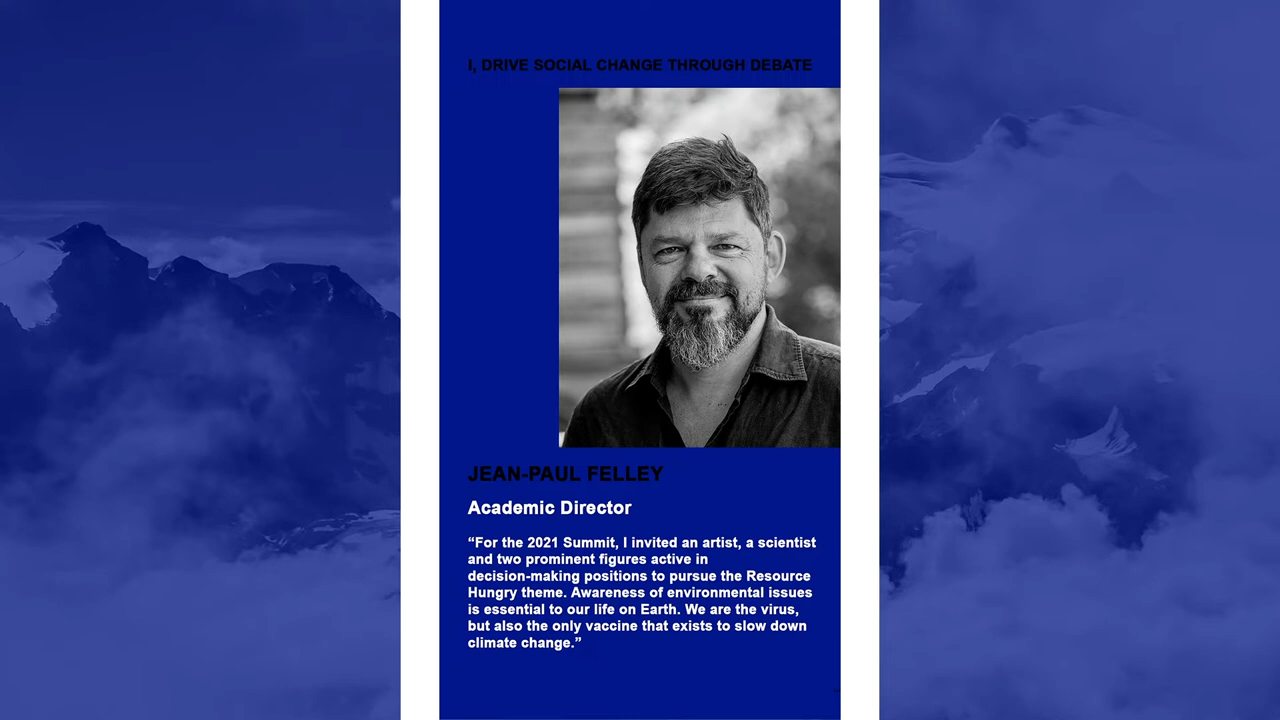 I, DRIVE SOCIAL CHANGE THROUGH DEBATE
JEAN-PAUL FELLEY
Academic Director
“For the 2021 Summit, I invited an artist, a scientist
and two prominent figures active in
decision-making positions to pursue the Resource
Hungry theme. Awareness of environmental issues
is essential to our life on Earth. We are the virus,
but also the only vaccine that exists to slow down
climate change.”